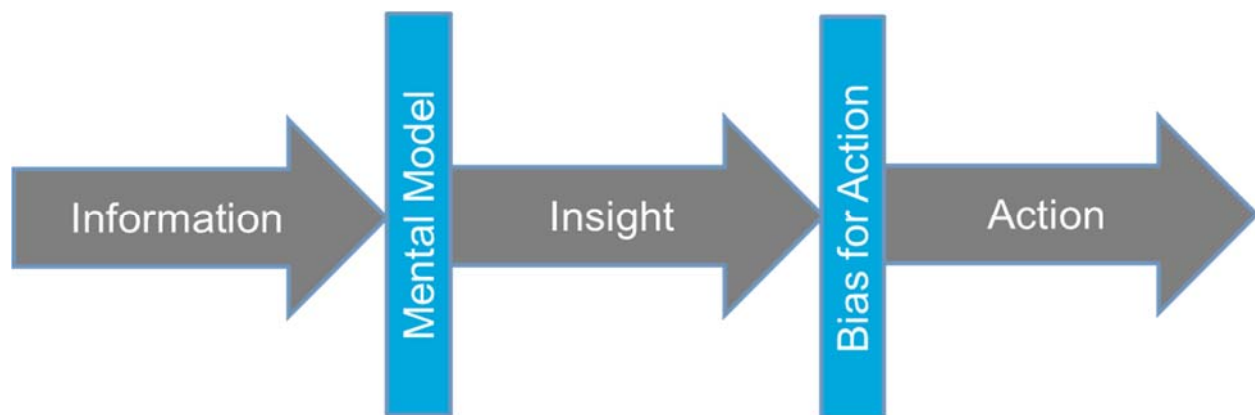 Information
Mental Model
Insight
Bias for Action
Action